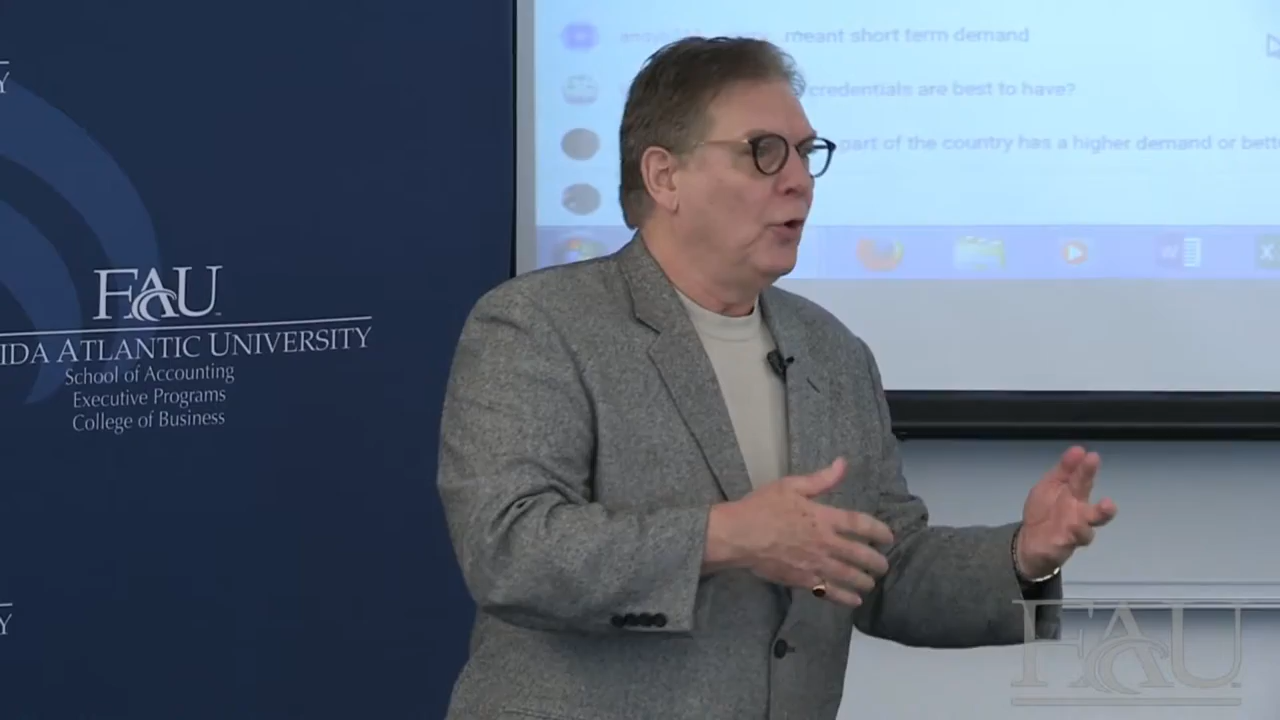 Y
FAU
IDA ATLANTIC UNIVERSITY
School of Accounting
Executive Programs
College of Business
Y
meant short term demand
credentials are best to have?
part of the country has a higher demand or bett
FAU